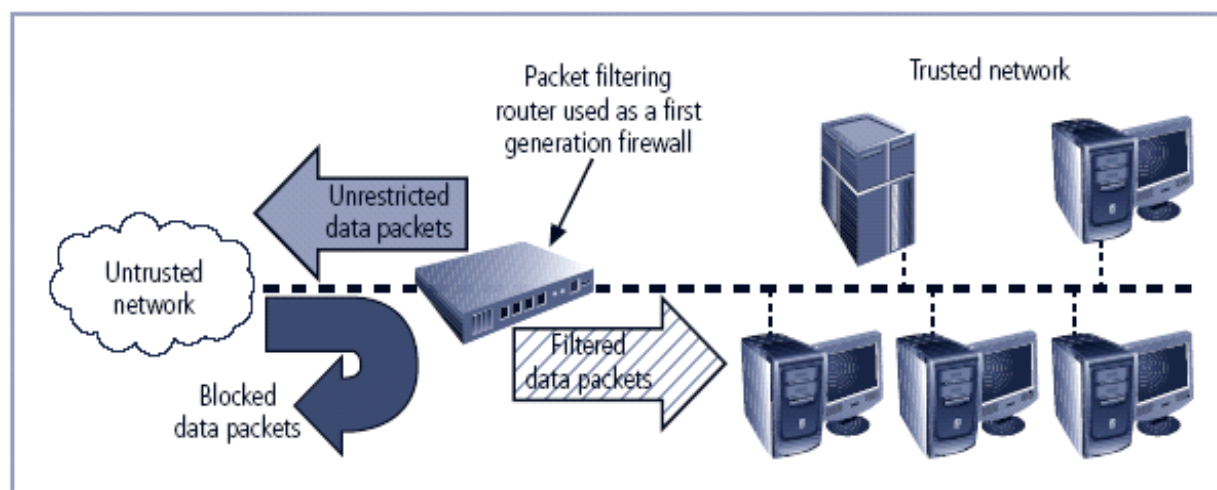 Packet filtering
router used as a first
generation firewall
Trusted network
Unrestricted
data packets
Untrusted
network
Filtered
data packets
Blocked
data packets